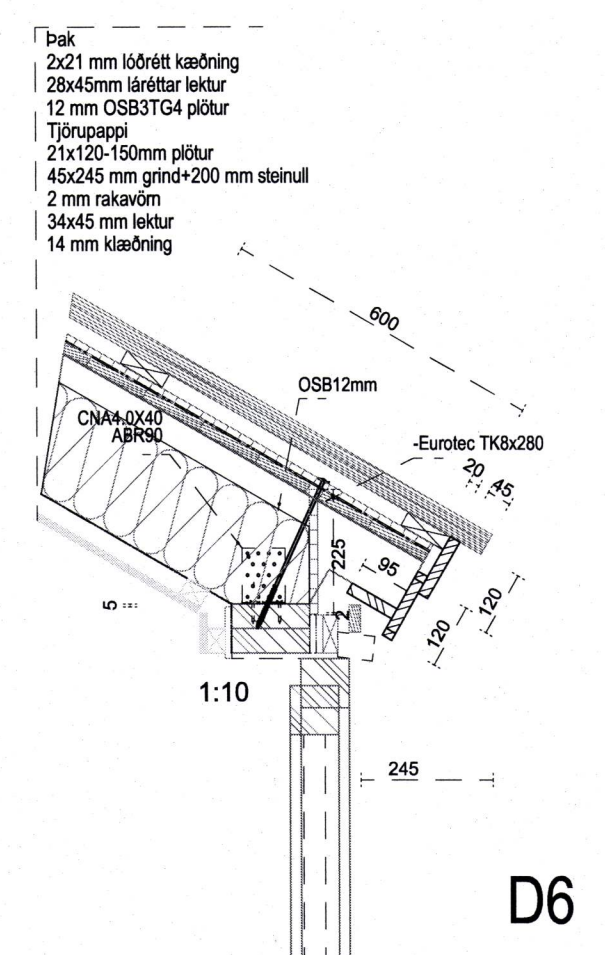 Þak
2x21 mm lóðrétt kæðning
28x45mm láréttar lektur
12 mm OSB3TG4 plötur
Tjörupappi
21x120-150mm plötur
45x245 mm grind+200 mm steinull
2 mm rakavörn
34x45 mm lektur
14 mm klæðning
600
OSB12mm
CNA4.0X40
ABR90
-Eurotec TK8x280
20
45
225
95
5
2
120
120
1:10
245
D6